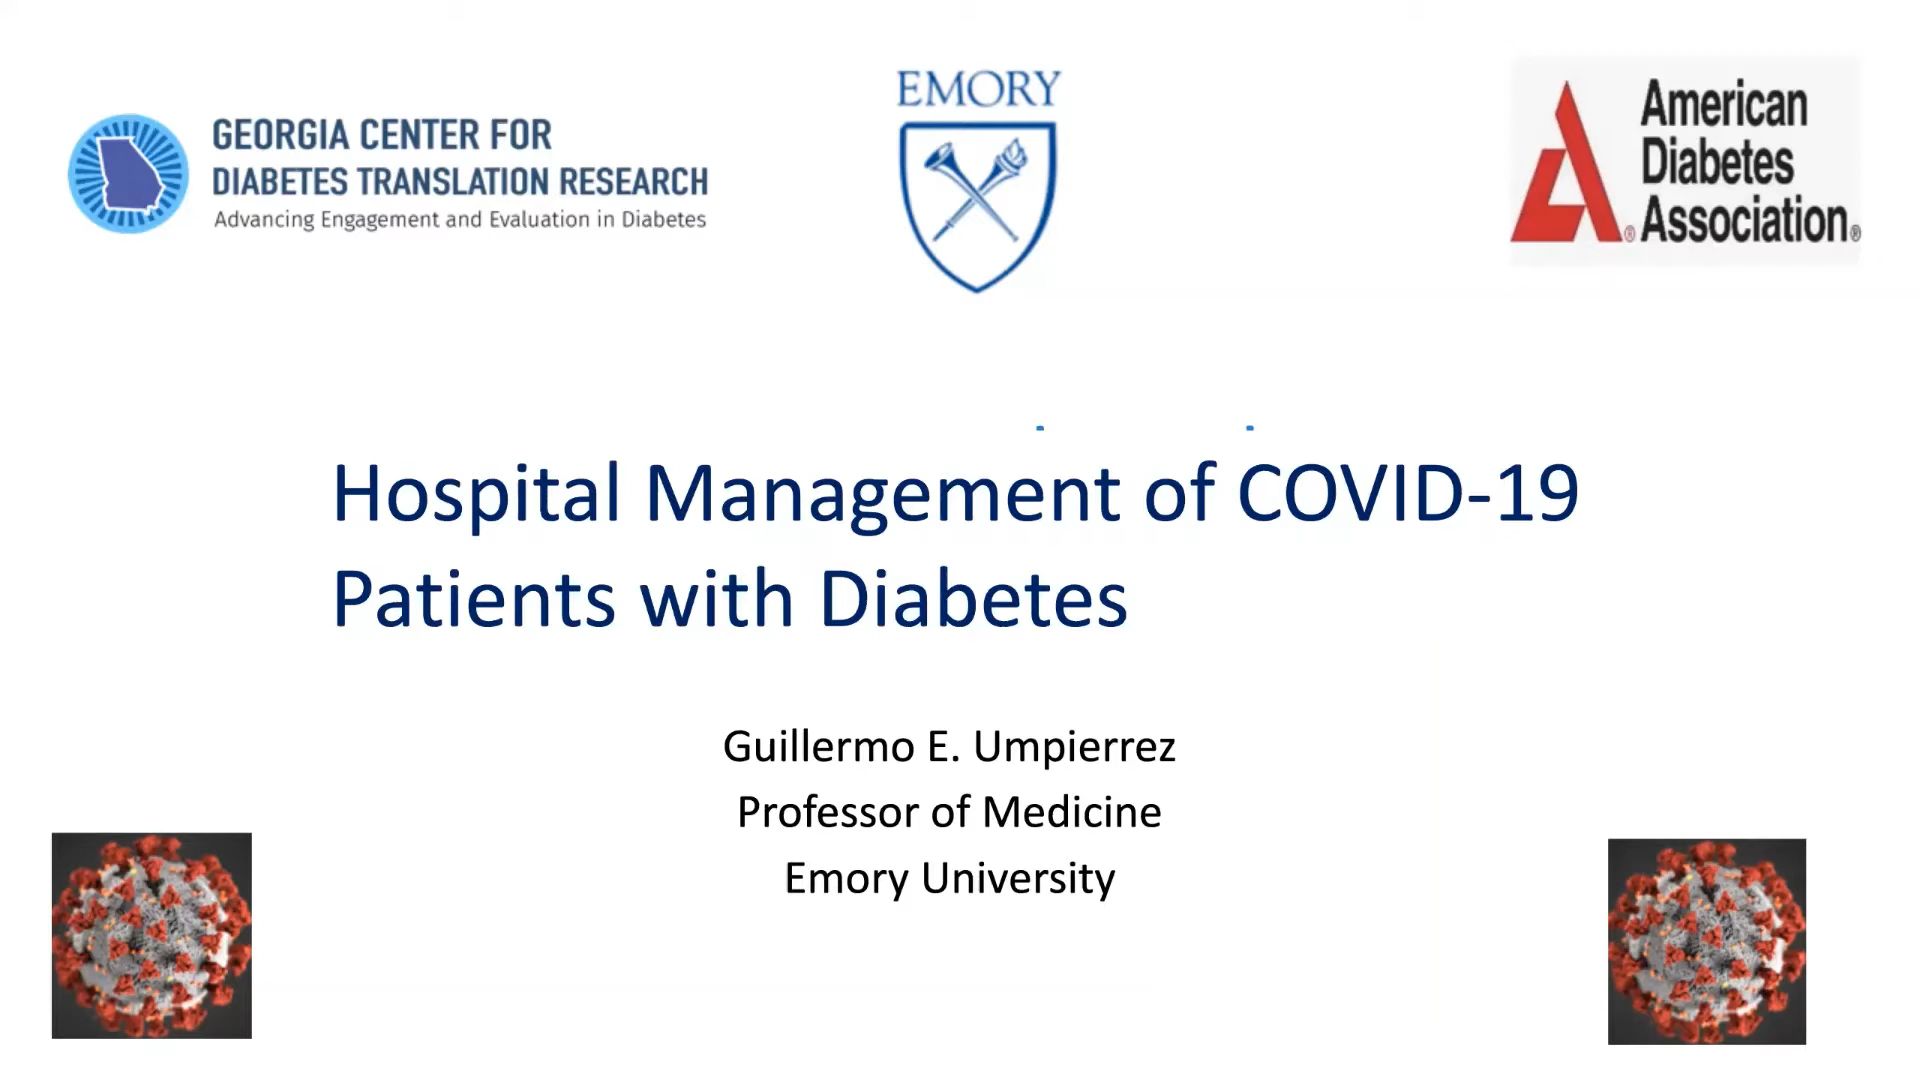 GEORGIA CENTER FOR
DIABETES TRANSLATION RESEARCH
Advancing Engagement and Evaluation in Diabetes
EMORY
American
Diabetes
Association®
Hospital Management of COVID-19
Patients with Diabetes
Guillermo E. Umpierrez
Professor of Medicine
Emory University